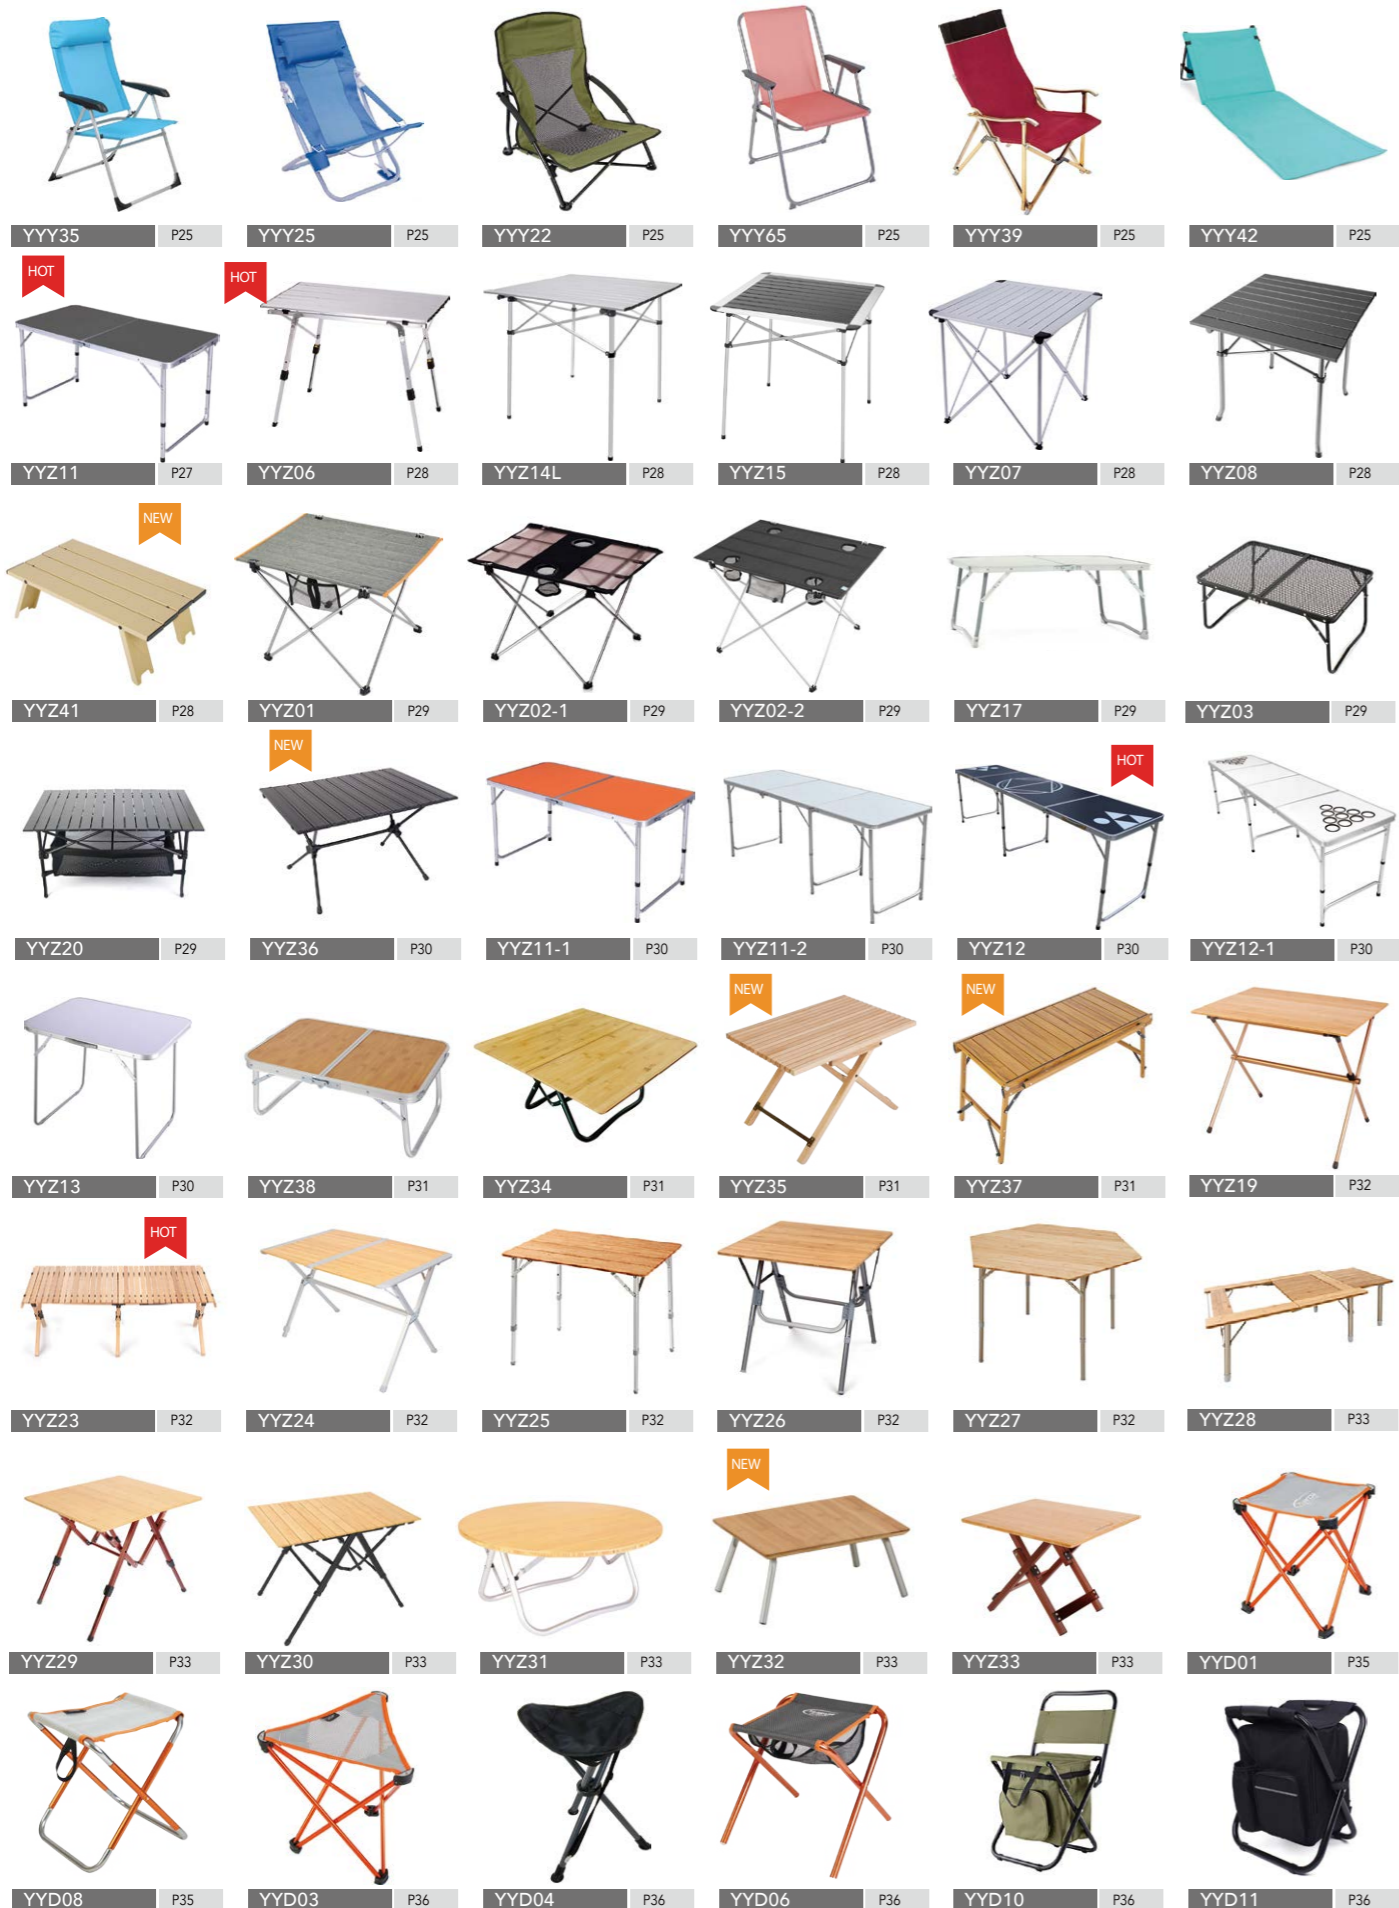 YYY35 P25 YYY25 P25 YYY22 P25 YYY65 P25 YYY39 P25 YYY42 P25
HOT HOT
YYZ11 P27 YYZ06 P28 YYZ14L P28 YYZ15 P28 YYZ07 P28 YYZ08 P28
NEW
YYZ41 P28 YYZ01 P29 YYZ02-1 P29 YYZ02-2 P29 YYZ17 P29 YYZ03 P29
NEW HOT
YYZ20 P29 YYZ36 P30 YYZ11-1 P30 YYZ11-2 P30 YYZ12 P30 YYZ12-1 P30
NEW NEW
YYZ13 P30 YYZ38 P31 YYZ34 P31 YYZ35 P31 YYZ37 P31 YYZ19 P32
HOT
YYZ23 P32 YYZ24 P32 YYZ25 P32 YYZ26 P32 YYZ27 P32 YYZ28 P33
NEW
YYZ29 P33 YYZ30 P33 YYZ31 P33 YYZ32 P33 YYZ33 P33 YYD01 P35
YYD08 P35 YYD03 P36 YYD04 P36 YYD06 P36 YYD10 P36 YYD11 P36